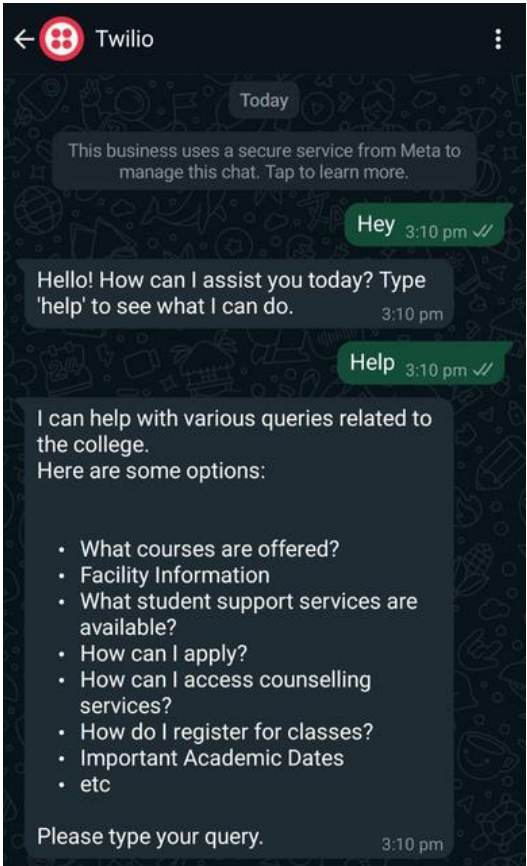 Twilio
Today
This business uses a secure service from Meta to
manage this chat. Tap to learn more.
Hey 3:10 pm
Hello! How can I assist you today? Type
'help' to see what I can do. 3:10 pm
Help 3:10 pm
I can help with various queries related to
the college.
Here are some options:
• What courses are offered?
• Facility Information
• What student support services are
available?
• How can I apply?
• How can I access counselling
services?
• How do I register for classes?
• Important Academic Dates
• etc
Please type your query. 3:10 pm